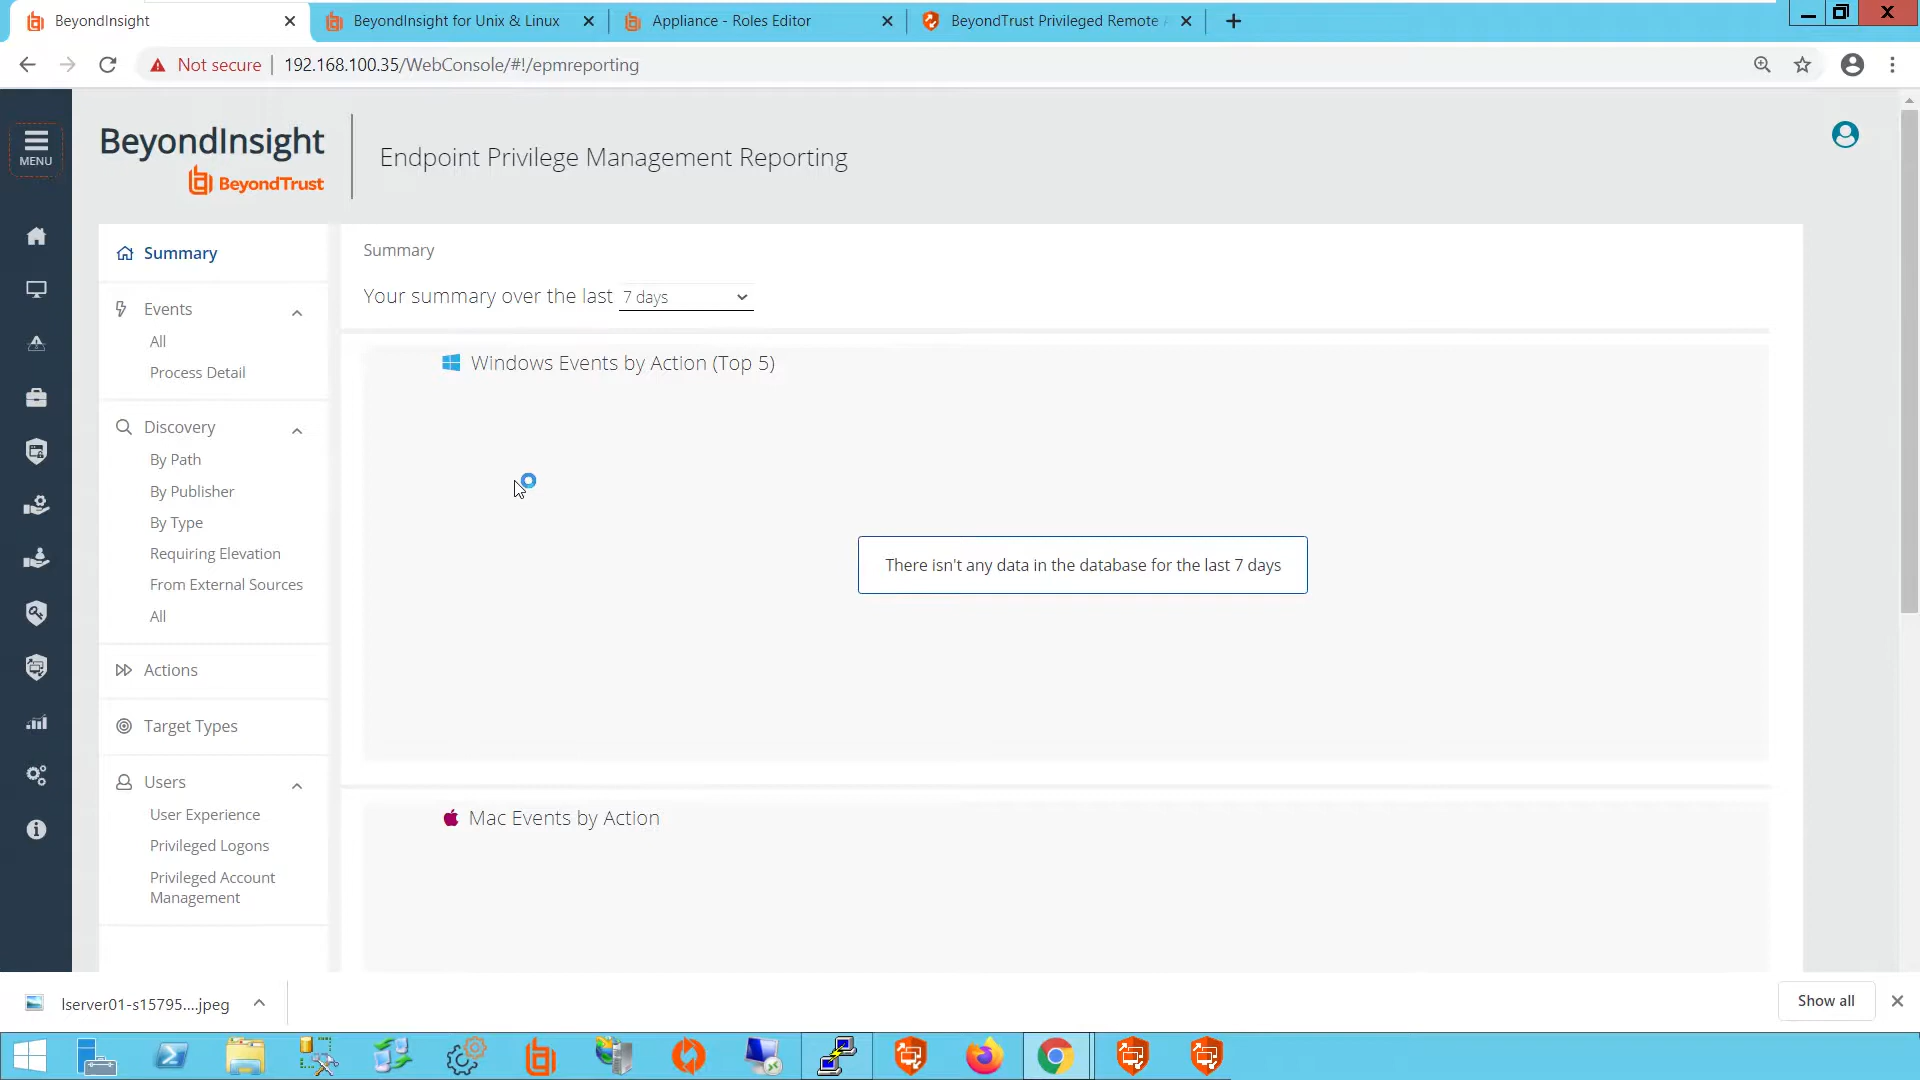 BeyondInsight
BeyondInsight for Unix & Linux
Appliance - Roles Editor
BeyondTrust Privileged Remote
Not secure
192.168.100.35/WebConsole/#!/epmreporting
MENU
BeyondInsight
BeyondTrust
Endpoint Privilege Management Reporting
Summary
Events
All
Process Detail
Discovery
By Path
By Publisher
By Type
Requiring Elevation
From External Sources
All
Actions
Target Types
Users
User Experience
Privileged Logons
Privileged Account
Management
Summary
Your summary over the last 7 days
Windows Events by Action (Top 5)
There isn't any data in the database for the last 7 days
Mac Events by Action
lserver01-s15795....jpeg
Show all